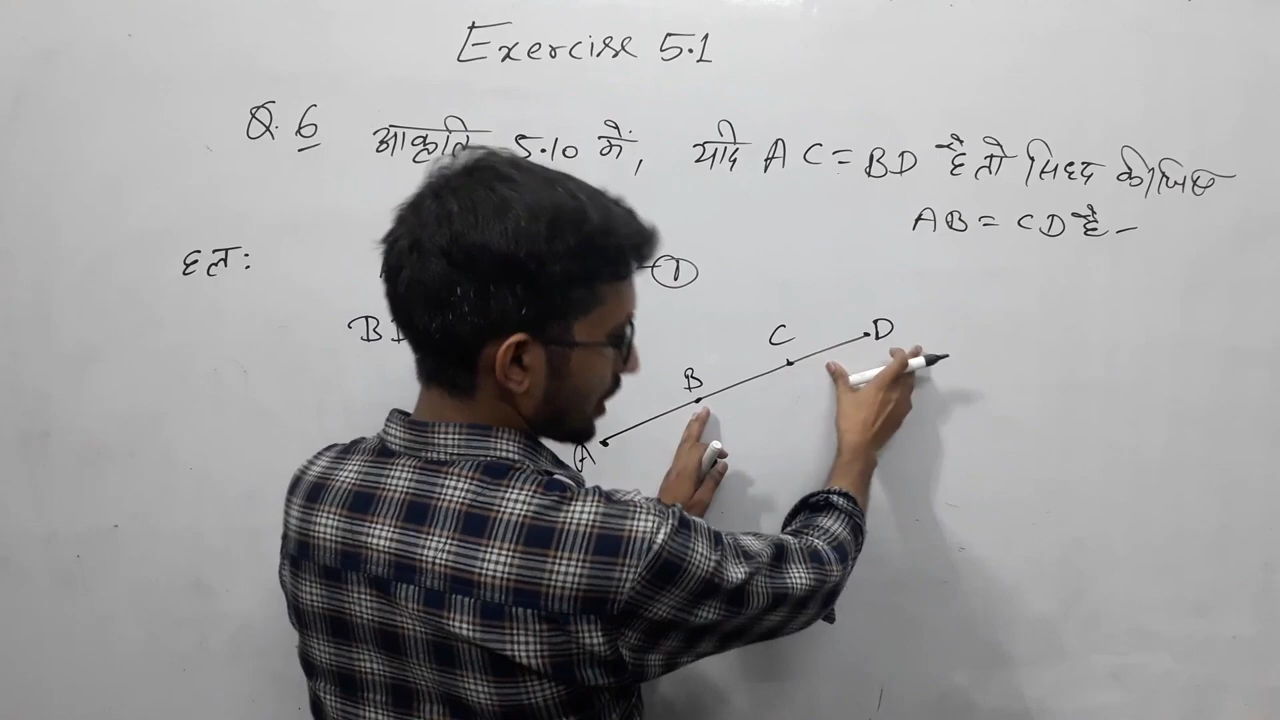 Exercise 5.1
Q. 6 आकृति 5.10 में, यदि AC = BD है तो सिद्ध कीजिए
AB = CD है -
हल:
①
B
C
D
B
A